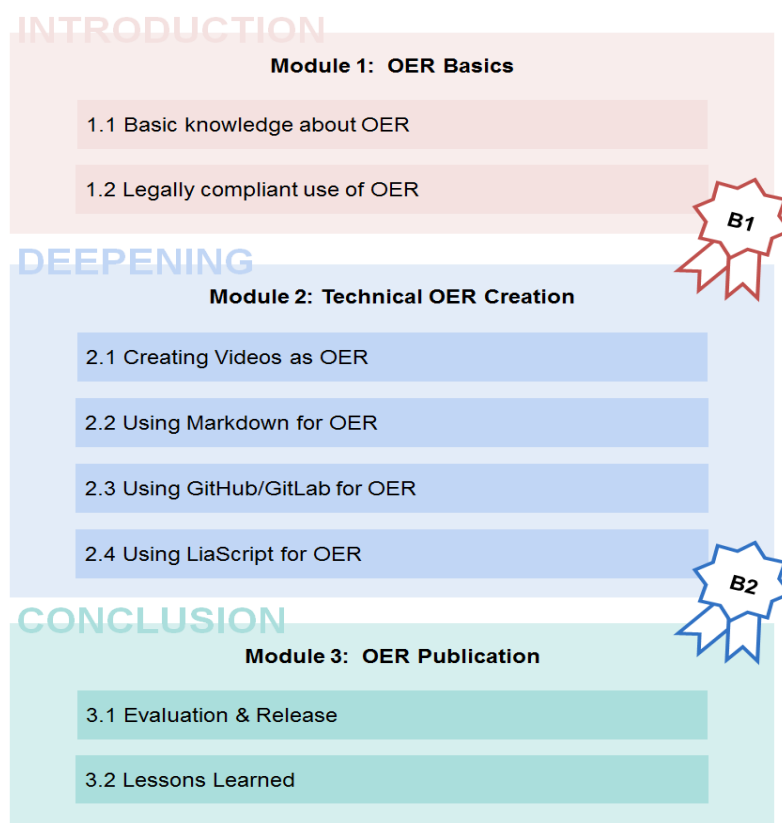 INTRODUCTION
Module 1: OER Basics
1.1 Basic knowledge about OER
1.2 Legally compliant use of OER
B1
DEEPENING
Module 2: Technical OER Creation
2.1 Creating Videos as OER
2.2 Using Markdown for OER
2.3 Using GitHub/GitLab for OER
2.4 Using LiaScript for OER
B2
CONCLUSION
Module 3: OER Publication
3.1 Evaluation & Release
3.2 Lessons Learned